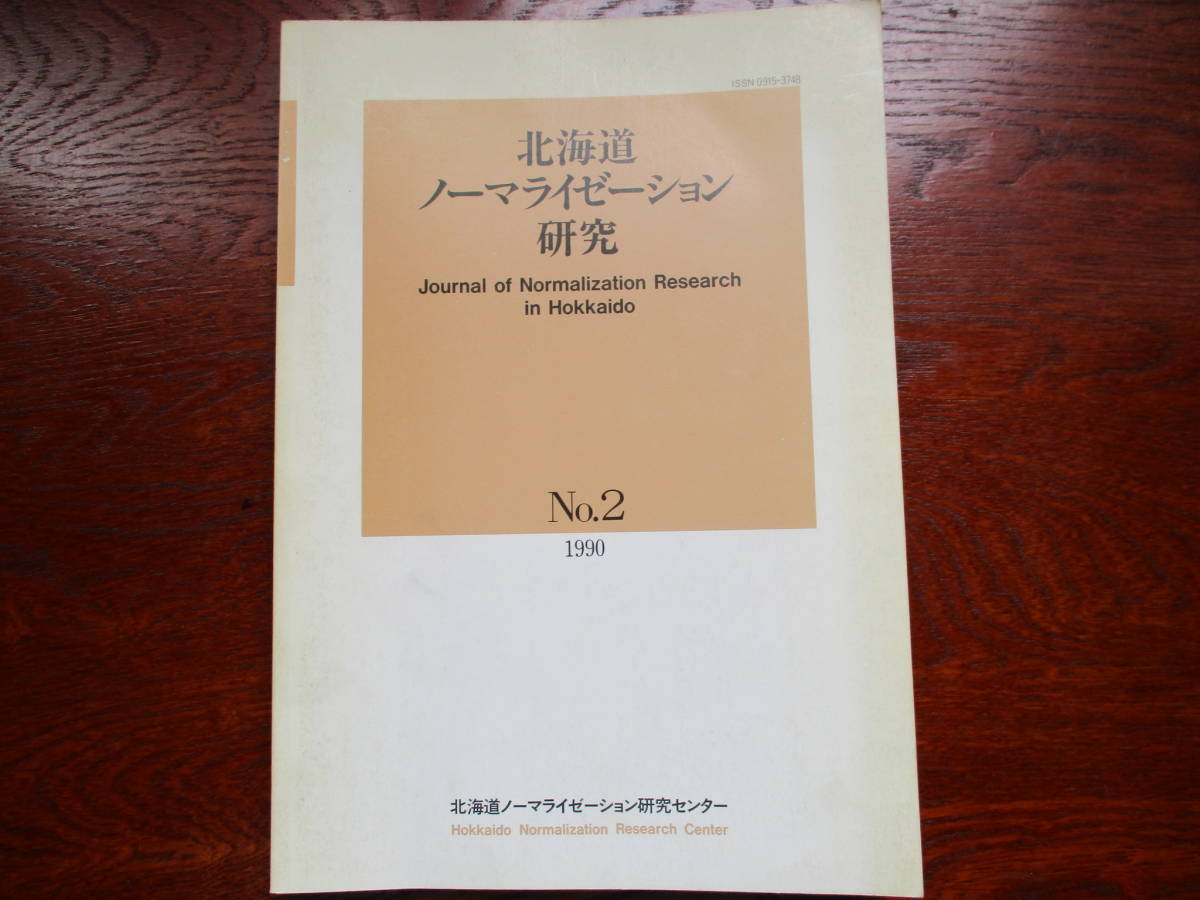 ISSN 0915-3748
北海道
ノーマライゼーション
研究
Journal of Normalization Research
in Hokkaido
No.2
1990
北海道ノーマライゼーション研究センター
Hokkaido Normalization Research Center